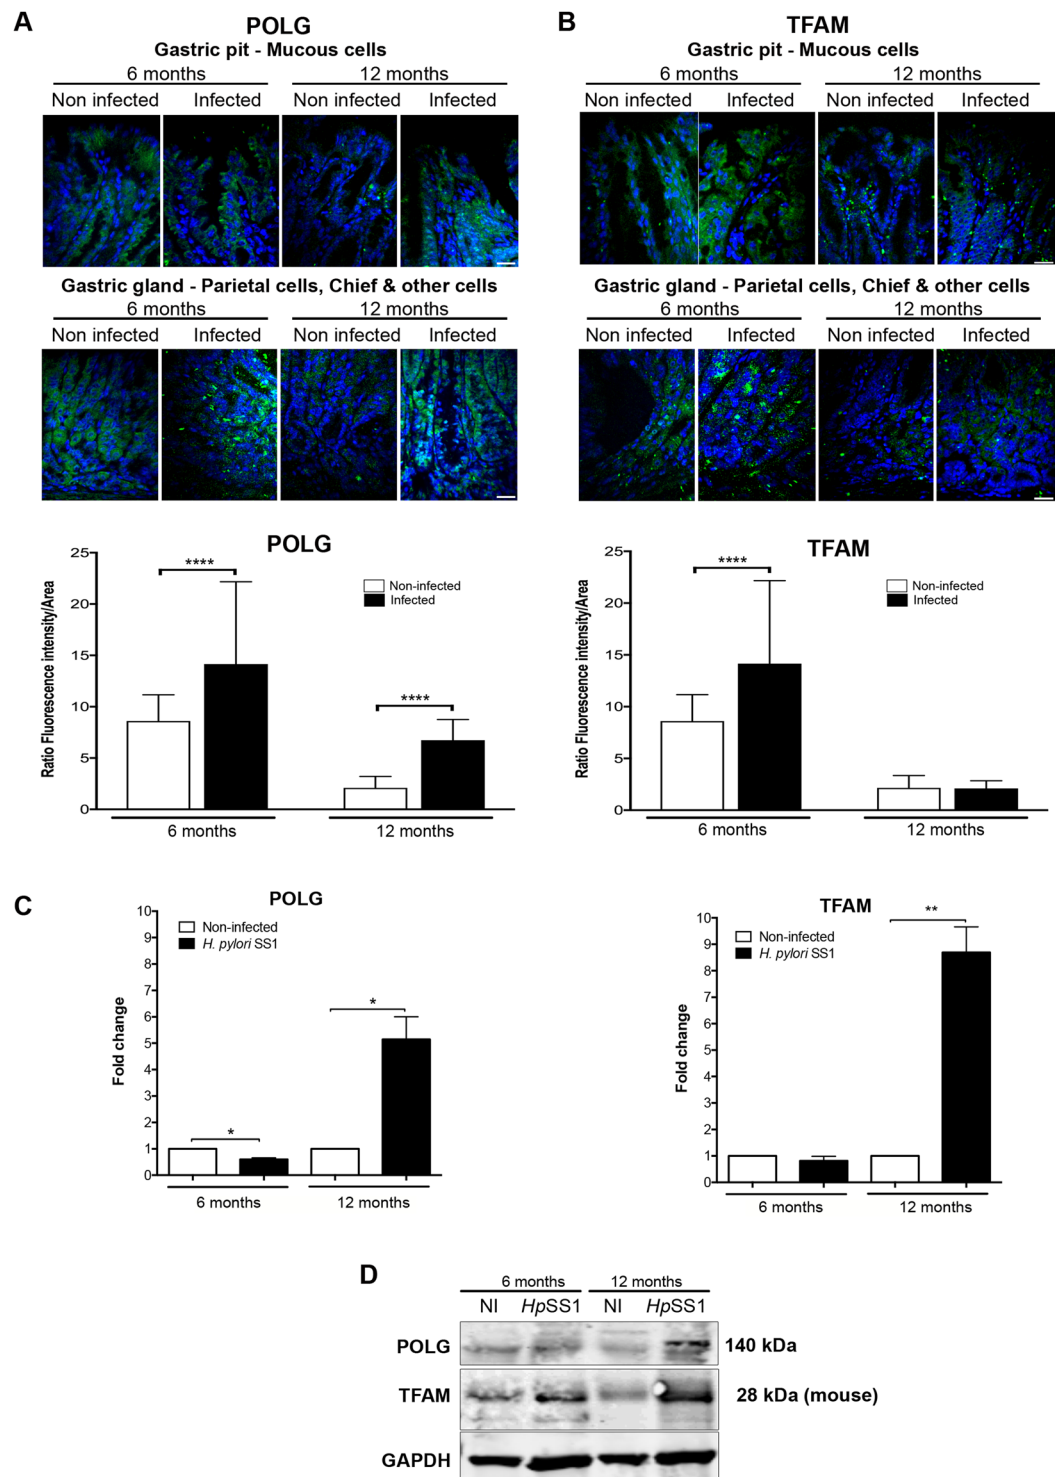 A
POLG
Gastric pit - Mucous cells
6 months 12 months
Non infected Infected Non infected Infected
Gastric gland - Parietal cells, Chief & other cells
6 months 12 months
Non infected Infected Non infected Infected
B
TFAM
Gastric pit - Mucous cells
6 months 12 months
Non infected Infected Non infected Infected
Gastric gland - Parietal cells, Chief & other cells
6 months 12 months
Non infected Infected Non infected Infected
POLG
Ratio Fluorescence intensity/Area
25
20
15
10
5
0
****
****
Non-infected
Infected
6 months 12 months
TFAM
Ratio Fluorescence intensity/Area
25
20
15
10
5
0
****
Non-infected
Infected
6 months 12 months
C
POLG
Fold change
10
9
8
7
6
5
4
3
2
1
0
Non-infected
H. pylori SS1
*
*
6 months 12 months
TFAM
Fold change
10
9
8
7
6
5
4
3
2
1
0
Non-infected
H. pylori SS1
**
6 months 12 months
D
6 months 12 months
NI HpSS1 NI HpSS1
POLG 140 kDa
TFAM 28 kDa (mouse)
GAPDH